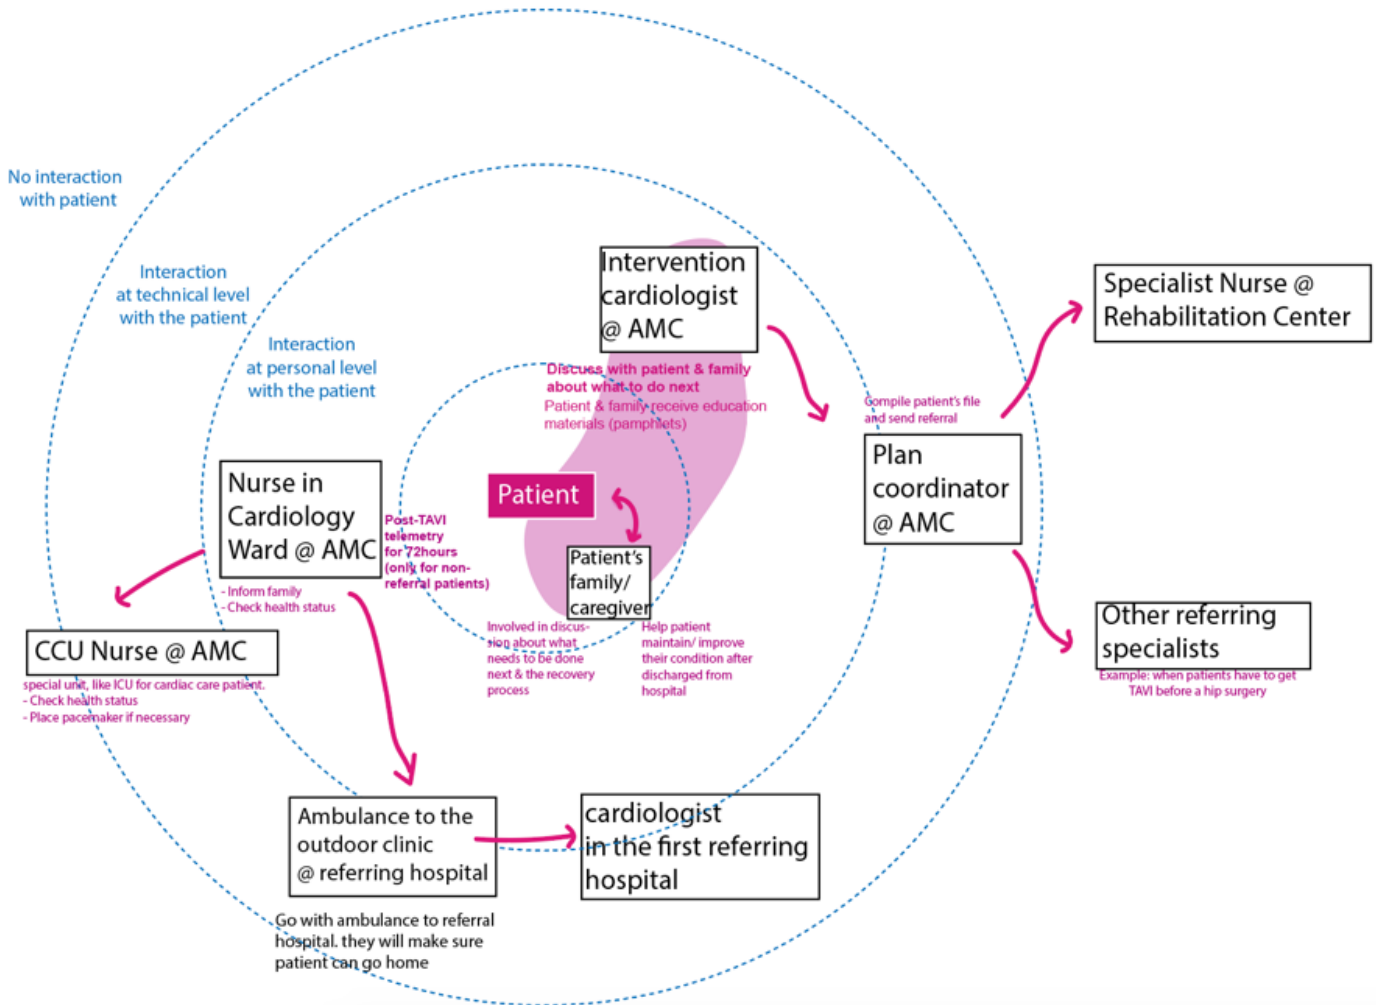 No interaction
with patient
Interaction
at technical level
with the patient
Interaction
at personal level
with the patient
Intervention
cardiologist
@ AMC
Discuss with patient & family
about what to do next
Patient & family receive education
materials (pamphlets)
Specialist Nurse @
Rehabilitation Center
Compile patient's file
and send referral
Plan
coordinator
@ AMC
Patient
Nurse in
Cardiology
Ward @ AMC
Post-TAVI
telemetry
for 72hours
(only for non-
referral patients)
- Inform family
- Check health status
Patient's
family/
caregiver
Involved in discus-
sion about what
needs to be done
next & the recovery
process
Help patient
maintain/ improve
their condition after
discharged from
hospital
CCU Nurse @ AMC
special unit, like ICU for cardiac care patient.
- Check health status
- Place pacemaker if necessary
Other referring
specialists
Example: when patients have to get
TAVI before a hip surgery
Ambulance to the
outdoor clinic
@ referring hospital
Go with ambulance to referral
hospital. they will make sure
patient can go home
cardiologist
in the first referring
hospital